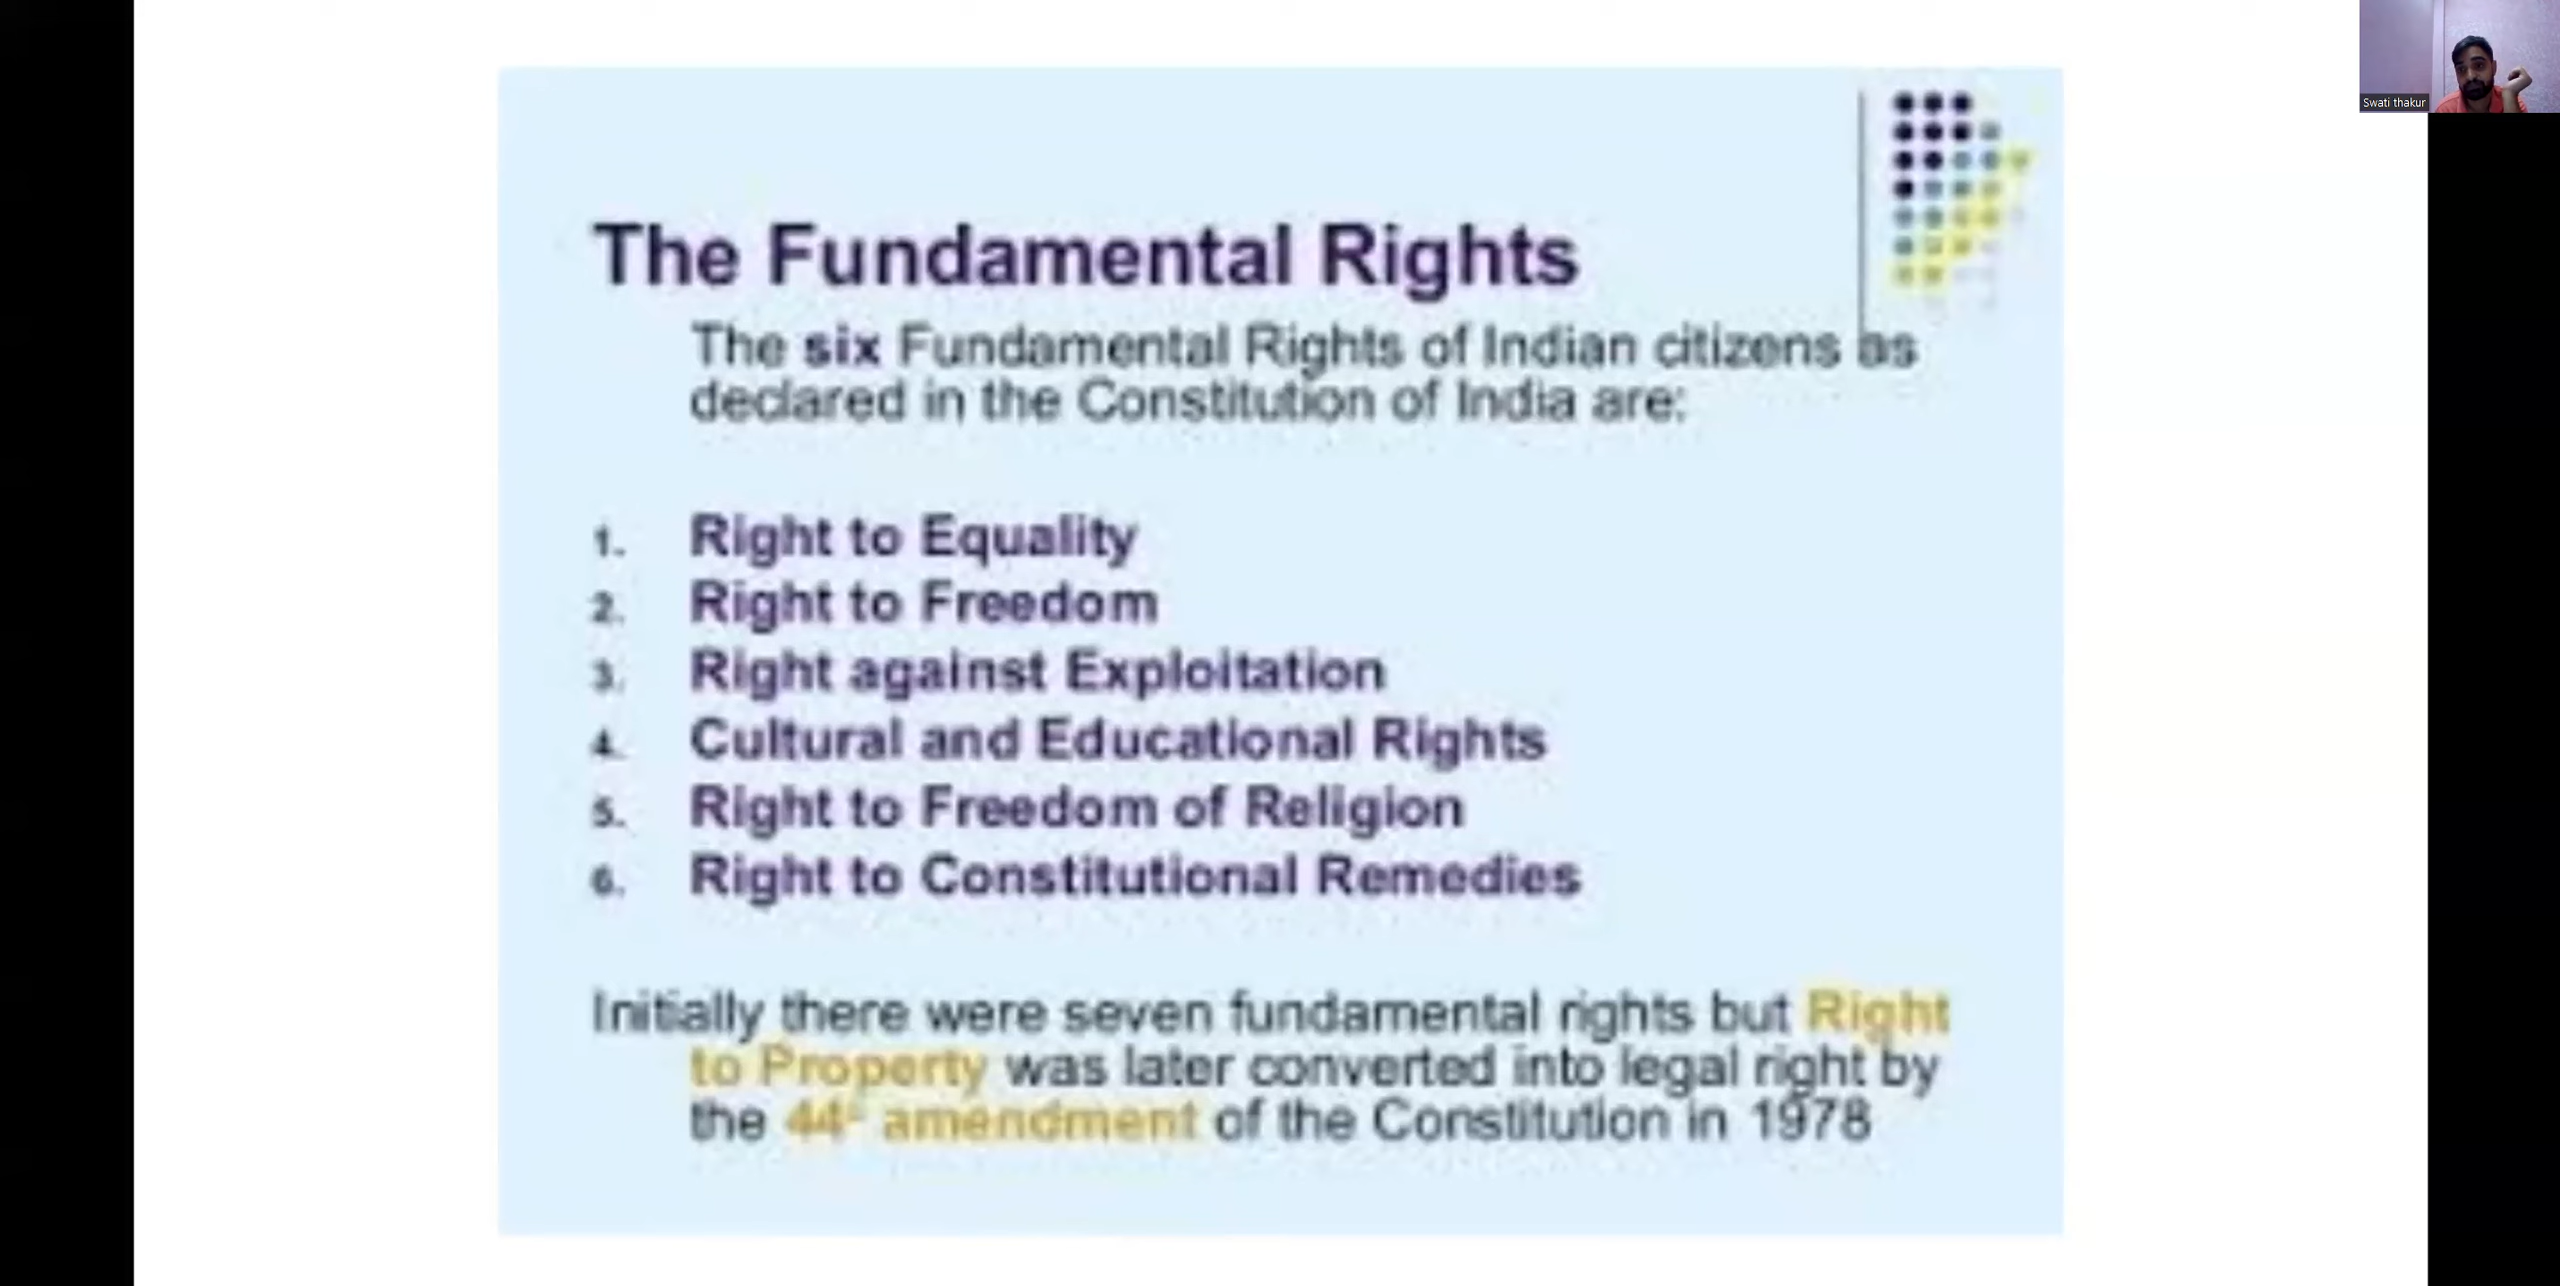 The Fundamental Rights
The six Fundamental Rights of Indian citizens as
declared in the Constitution of India are:
1. Right to Equality
2. Right to Freedom
3. Right against Exploitation
4. Cultural and Educational Rights
5. Right to Freedom of Religion
6. Right to Constitutional Remedies
Initially there were seven fundamental rights but Right
to Property was later converted into legal right by
the 44 amendment of the Constitution in 1978
Swati thakur